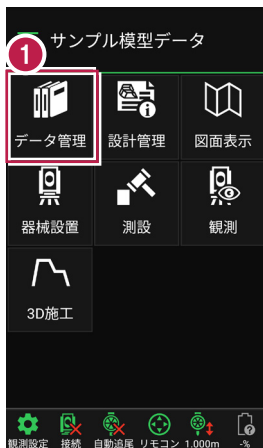 1
サンプル模型データ
データ管理 設計管理 図面表示
器械設置 測設 観測
3D施工
観測設定 接続 自動追尾 リモコン 1.000m -%